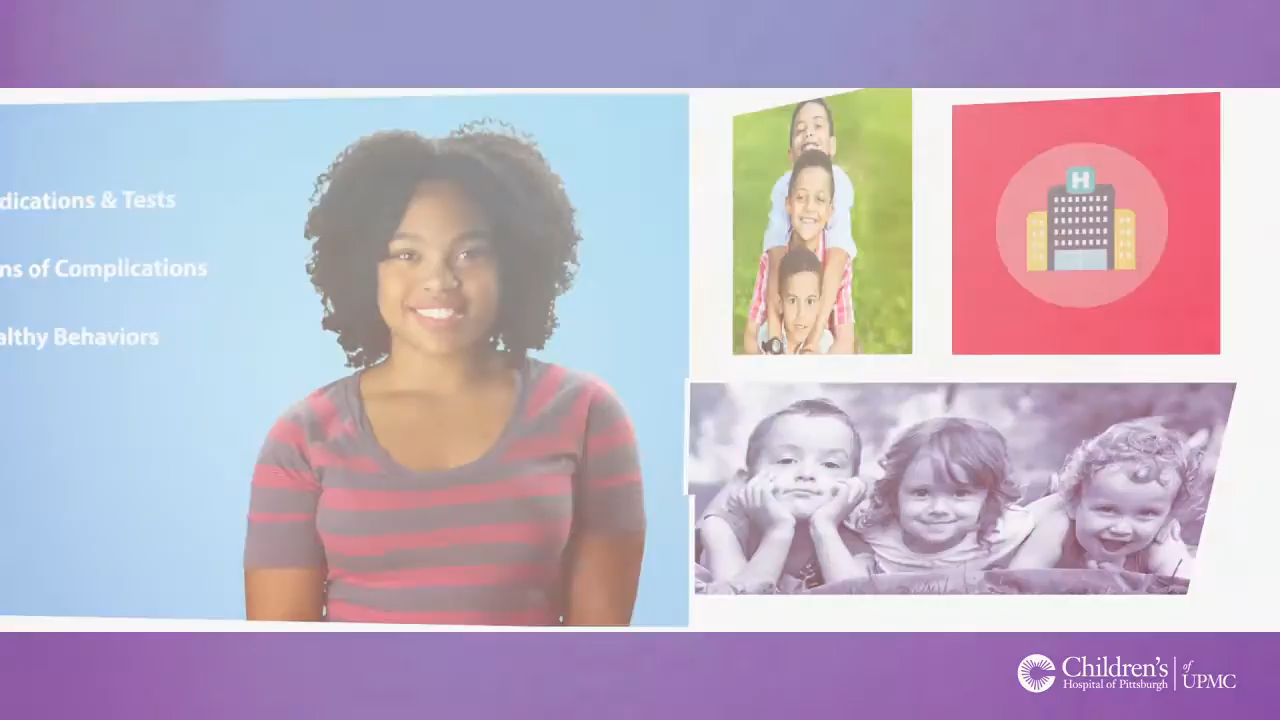 dications & Tests
ns of Complications
althy Behaviors
H
Children's
Hospital of Pittsburgh
of
UPMC